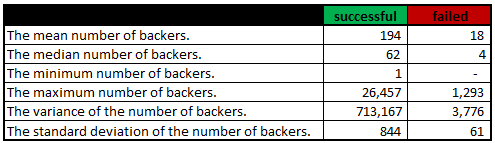 successful failed
The mean number of backers. 194 18
The median number of backers. 62 4
The minimum number of backers. 1 -
The maximum number of backers. 26,457 1,293
The variance of the number of backers. 713,167 3,776
The standard deviation of the number of backers. 844 61